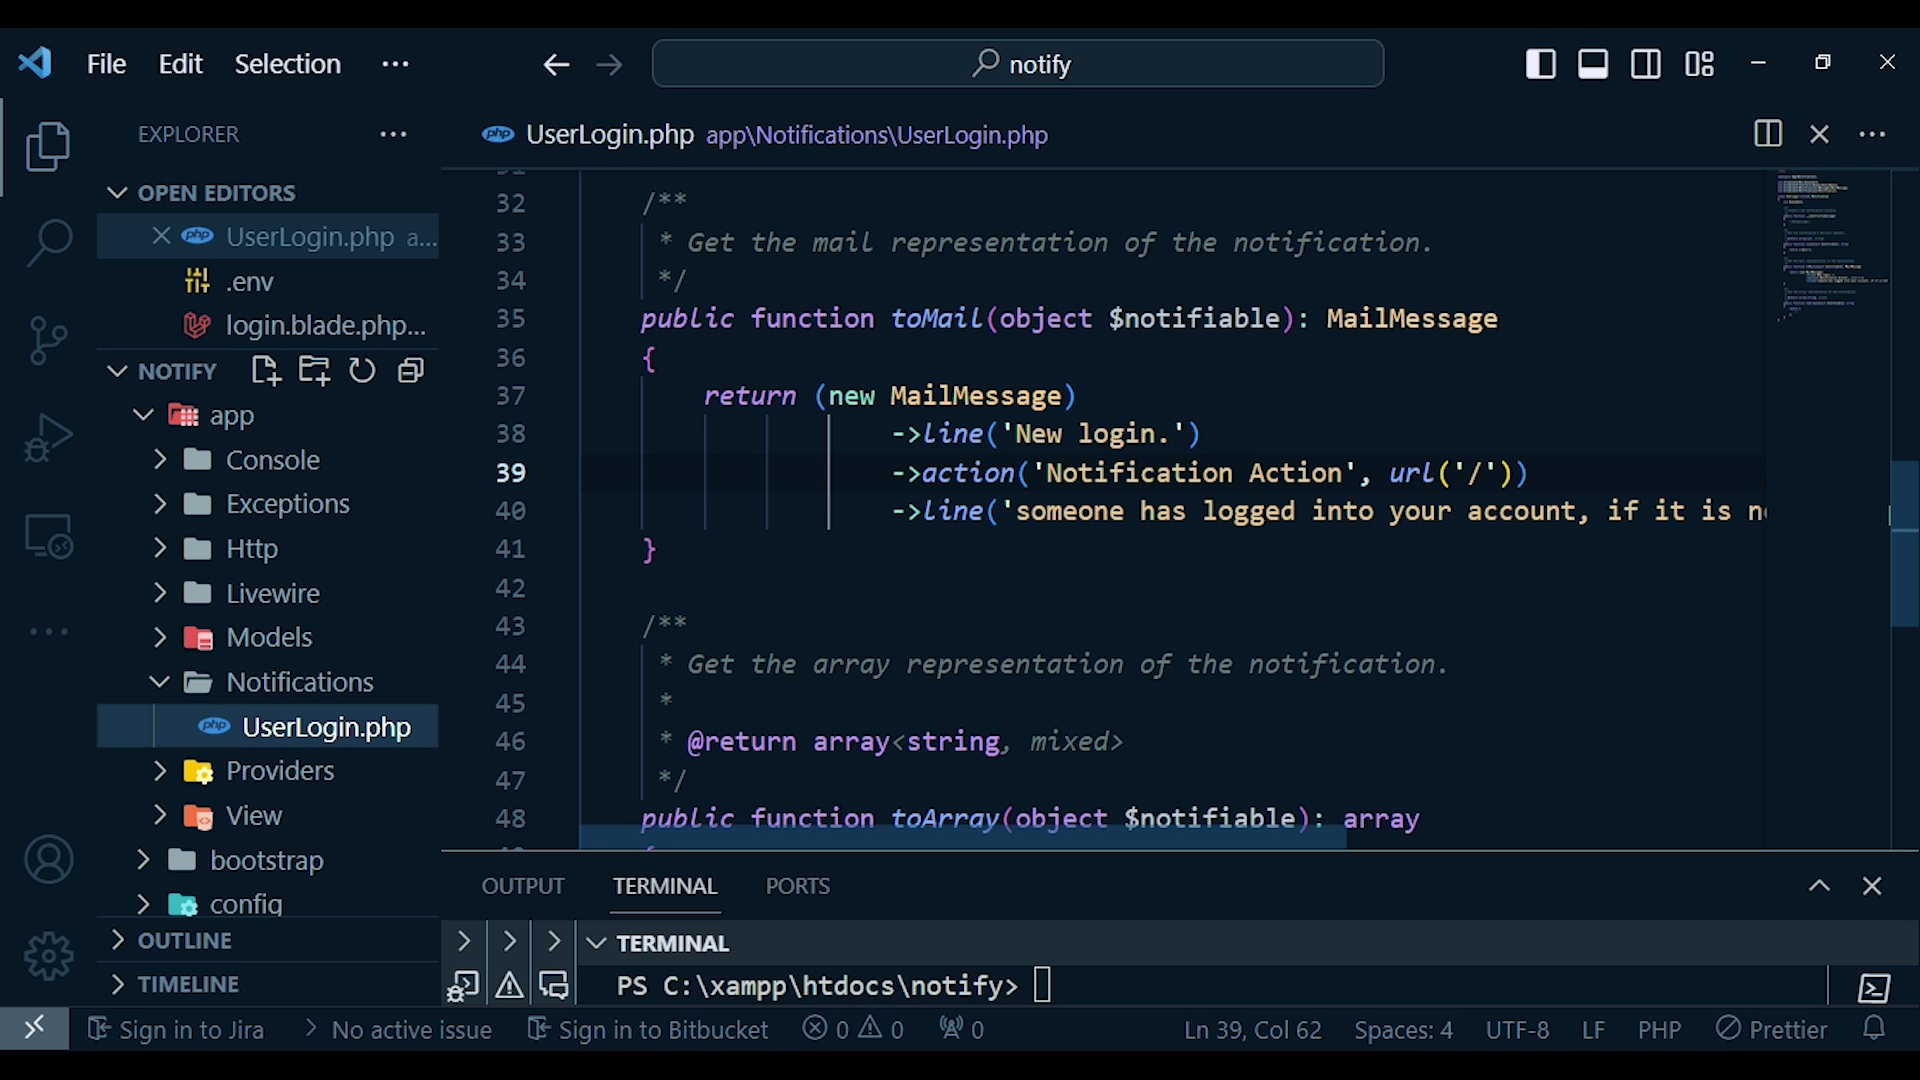 File Edit Selection ···
notify
EXPLORER ···
UserLogin.php app\Notifications\UserLogin.php
OPEN EDITORS
UserLogin.php a...
.env
login.blade.php...
NOTIFY
app
Console
Exceptions
Http
Livewire
Models
Notifications
UserLogin.php
Providers
View
bootstrap
config
OUTLINE
TIMELINE
32 /**
33 * Get the mail representation of the notification.
34 */
35 public function toMail(object $notifiable): MailMessage
36 {
37 return (new MailMessage)
38 ->line('New login.')
39 ->action('Notification Action', url('/'))
40 ->line('someone has logged into your account, if it is
41 }
42
43 /**
44 * Get the array representation of the notification.
45 *
46 * @return array<string, mixed>
47 */
48 public function toArray(object $notifiable): array
OUTPUT TERMINAL PORTS
TERMINAL
PS C:\xampp\htdocs\notify>
Sign in to Jira No active issue Sign in to Bitbucket 0 0 0 Ln 39, Col 62 Spaces: 4 UTF-8 LF PHP Prettier